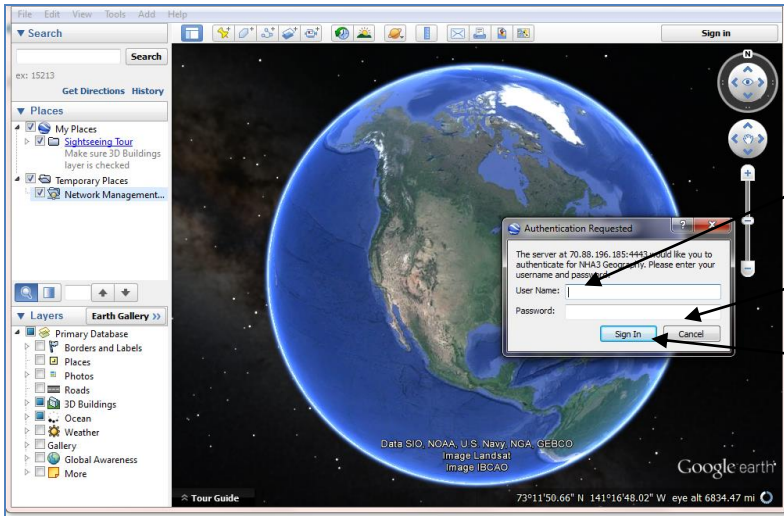 File Edit View Tools Add Help
Search
Search
ex: 15213
Get Directions History
Places
My Places
Sightseeing Tour
Make sure 3D Buildings
layer is checked
Temporary Places
Network Management...
Layers
Earth Gallery >>
Primary Database
Borders and Labels
Places
Photos
Roads
3D Buildings
Ocean
Weather
Gallery
Global Awareness
More
Sign in
N
Authentication Requested
The server at 70.88.196.185:4443 would like you to
authenticate for NHA3 Geography. Please enter your
username and password.
User Name:
Password:
Sign In
Cancel
Data SIO, NOAA, U.S. Navy, NGA, GEBCO
Image Landsat
Image IBCAO
Google earth
Tour Guide
73°11'50.66" N 141°16'48.02" W eye alt 6834.47 mi